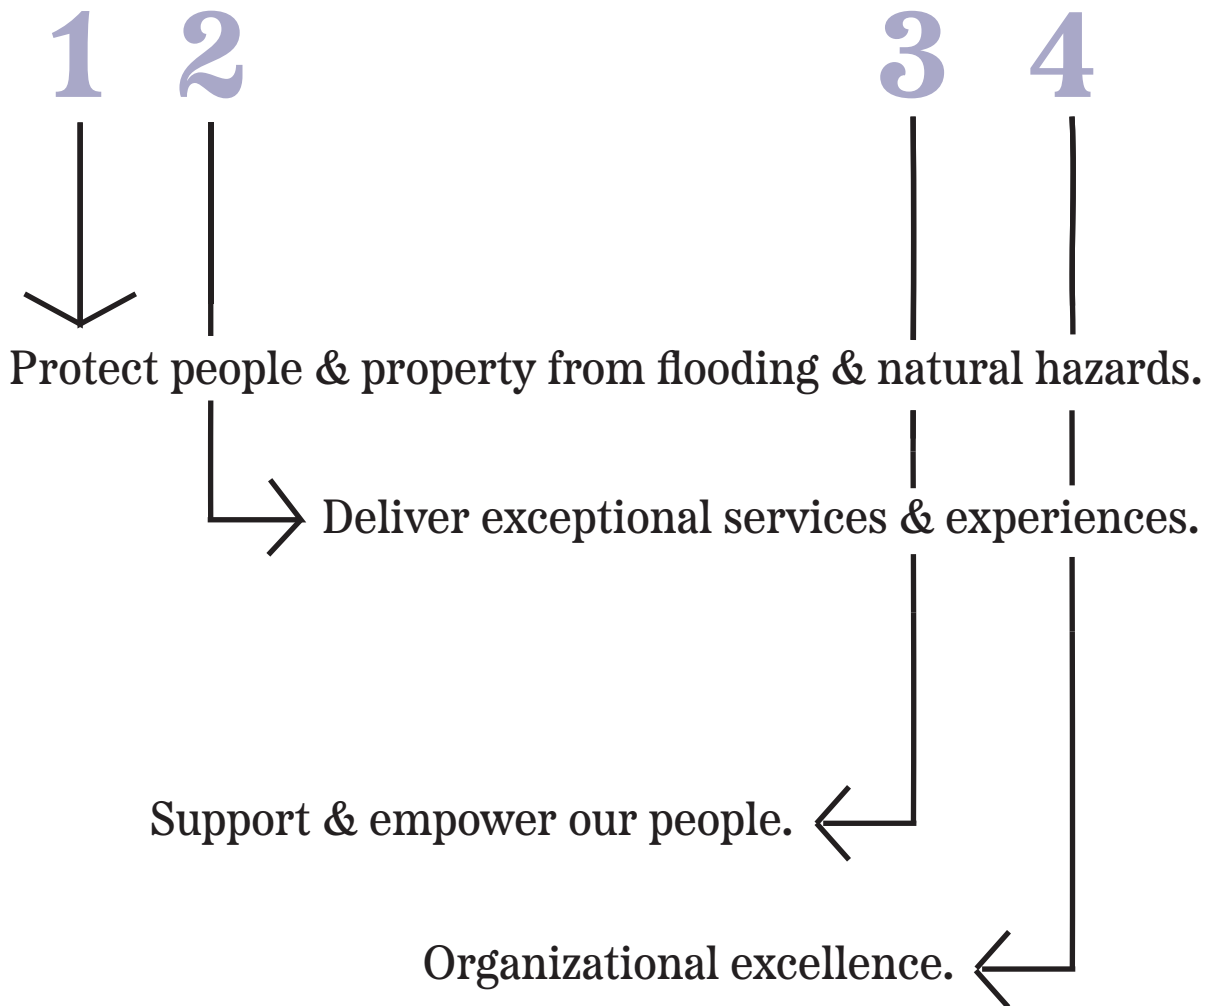 1 2 3 4
Protect people & property from flooding & natural hazards.
Deliver exceptional services & experiences.
Support & empower our people.
Organizational excellence.